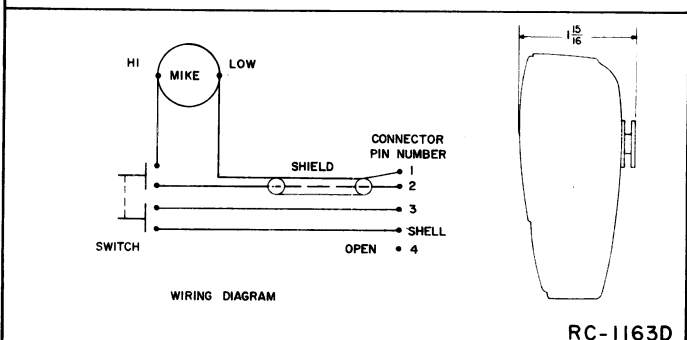 1 15/16
HI
MIKE
LOW
CONNECTOR
PIN NUMBER
SHIELD
1
2
3
SHELL
SWITCH
OPEN
4
WIRING DIAGRAM
RC-1163D